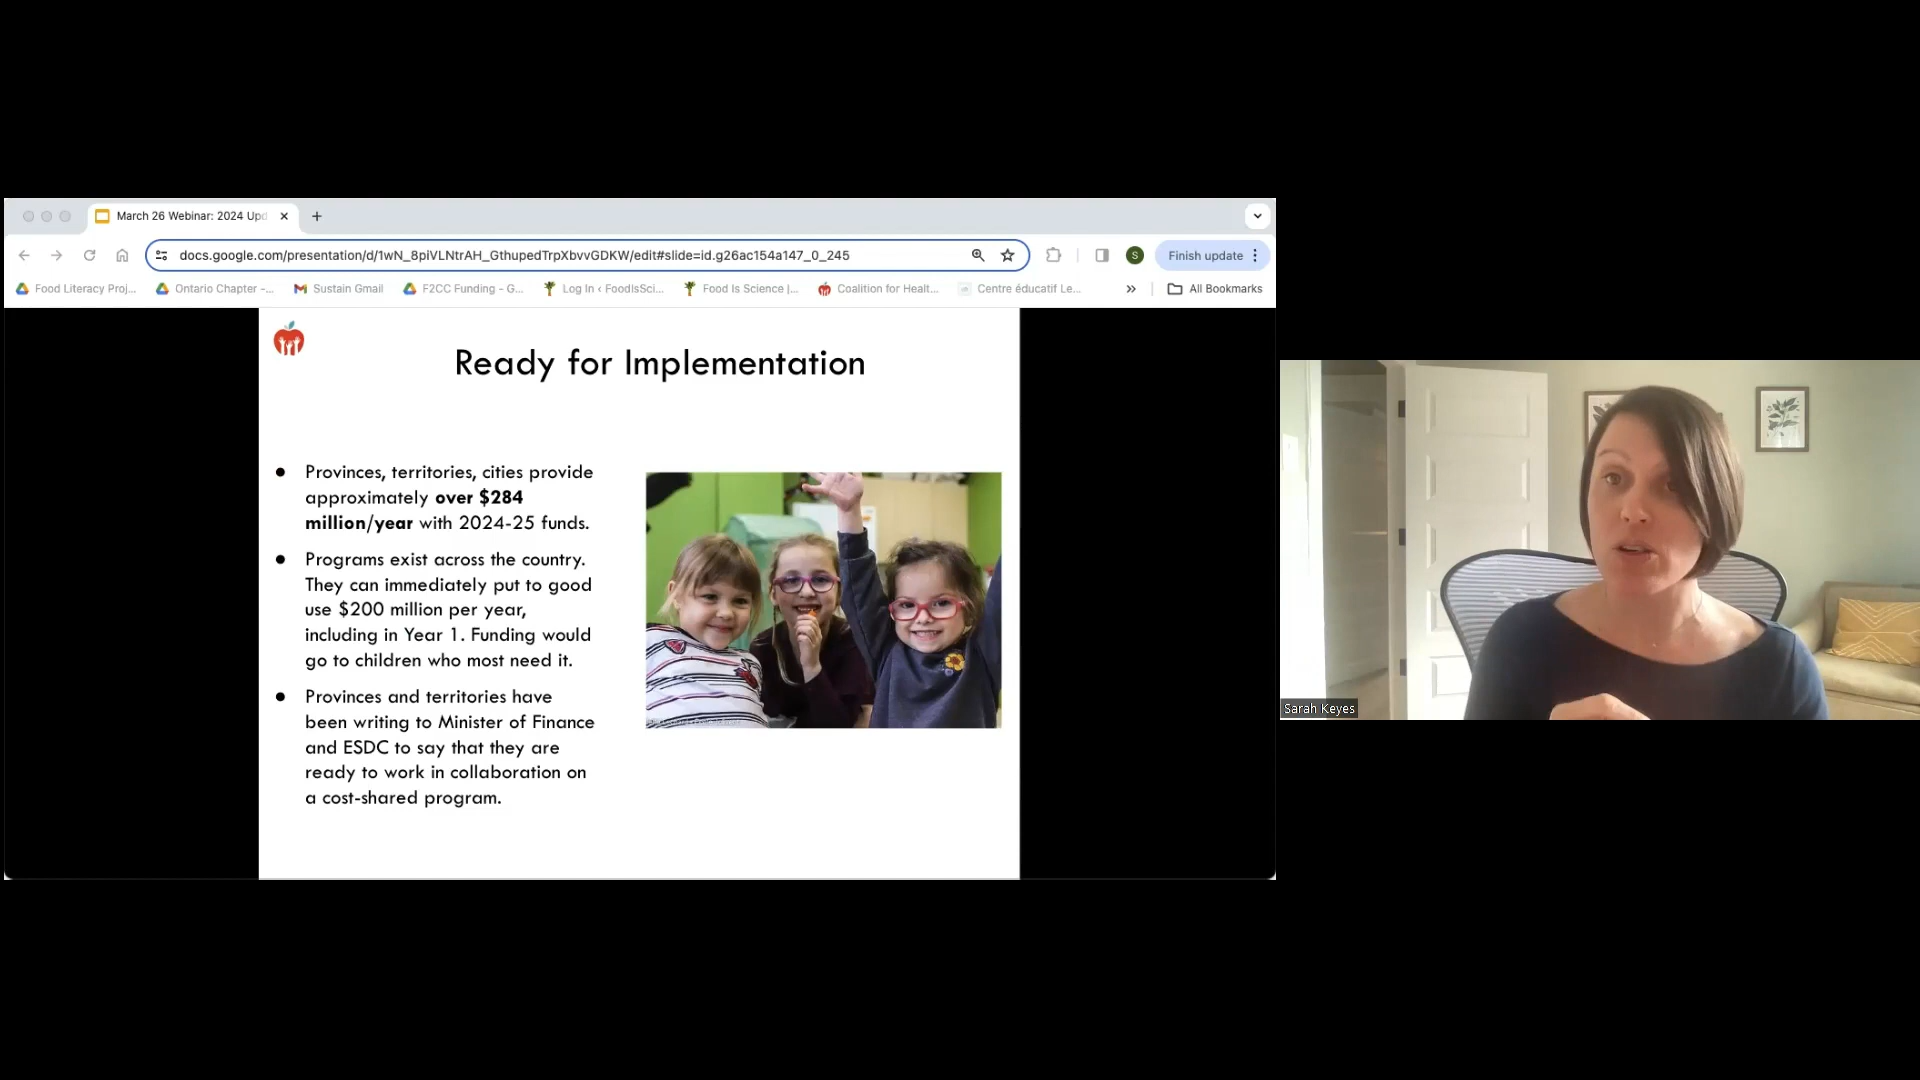 March 26 Webinar: 2024 Upd
docs.google.com/presentation/d/1wN_8piVLNtrAH_GthupedTrpXbvvGDKW/edit#slide=id.g26ac154a147_0_245
S
Finish update
Food Literacy Proj...
Ontario Chapter –...
Sustain Gmail
F2CC Funding - G...
Log In ‹ FoodIsSci...
Food Is Science |...
Coalition for Healt...
Centre éducatif Le...
All Bookmarks
Ready for Implementation
● Provinces, territories, cities provide
approximately over $284
million/year with 2024-25 funds.
● Programs exist across the country.
They can immediately put to good
use $200 million per year,
including in Year 1. Funding would
go to children who most need it.
● Provinces and territories have
been writing to Minister of Finance
and ESDC to say that they are
ready to work in collaboration on
a cost-shared program.
Sarah Keyes